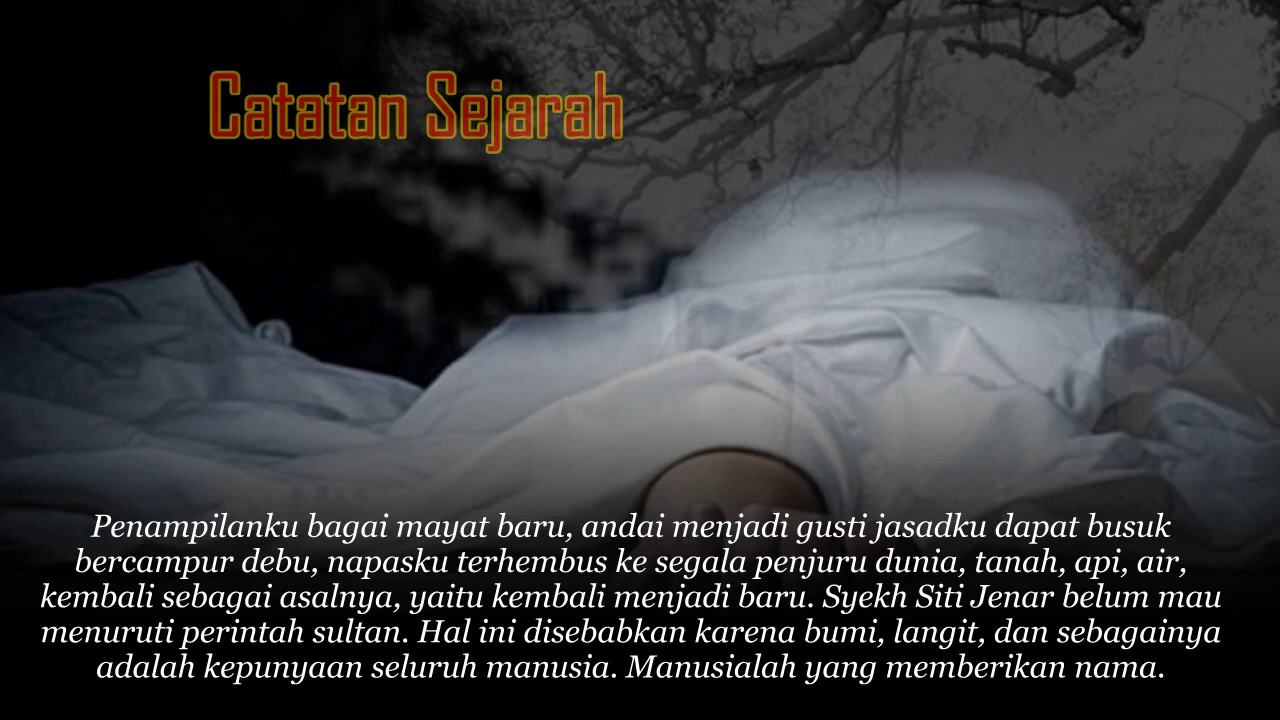 Catatan Sejarah
Penampilanku bagai mayat baru, andai menjadi gusti jasadku dapat busuk
bercampur debu, napasku terhembus ke segala penjuru dunia, tanah, api, air,
kembali sebagai asalnya, yaitu kembali menjadi baru. Syekh Siti Jenar belum mau
menuruti perintah sultan. Hal ini disebabkan karena bumi, langit, dan sebagainya
adalah kepunyaan seluruh manusia. Manusialah yang memberikan nama.